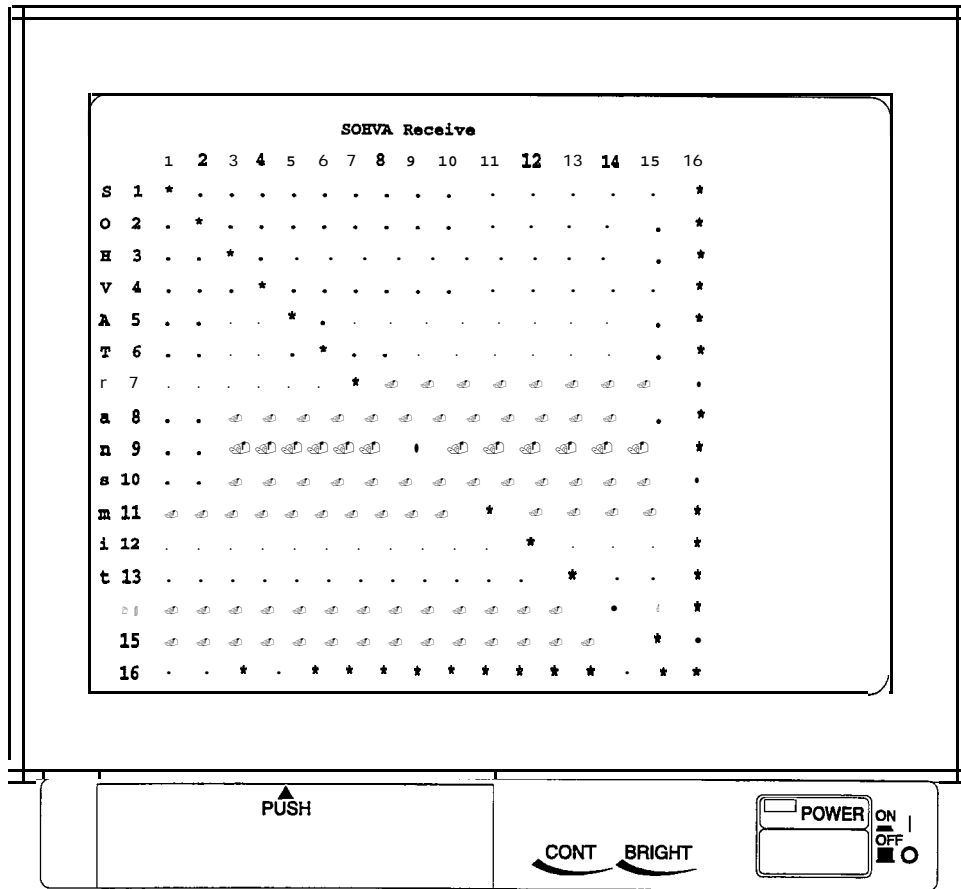 SOHVA Receive
1 2 3 4 5 6 7 8 9 10 11 12 13 14 15 16
S 1 * . . . . . . . . . . . . . . *
O 2 . * . . . . . . . . . . . . . *
H 3 . . * . . . . . . . . . . . . *
V 4 . . . * . . . . . . . . . . . *
A 5 . . . . * . . . . . . . . . . *
T 6 . . . . . * . . . . . . . . . *
r 7 . . . . . . * •
a 8 . . . *
n 9 . . • *
s 10 . . •
m 11 * *
i 12 . . . . . . . . . . . * . . . *
t 13 . . . . . . . . . . . . * . . *
• *
15 * •
16 . . * . * * * * * * * * * . * *
PUSH
CONT BRIGHT
POWER ON |
OFF O